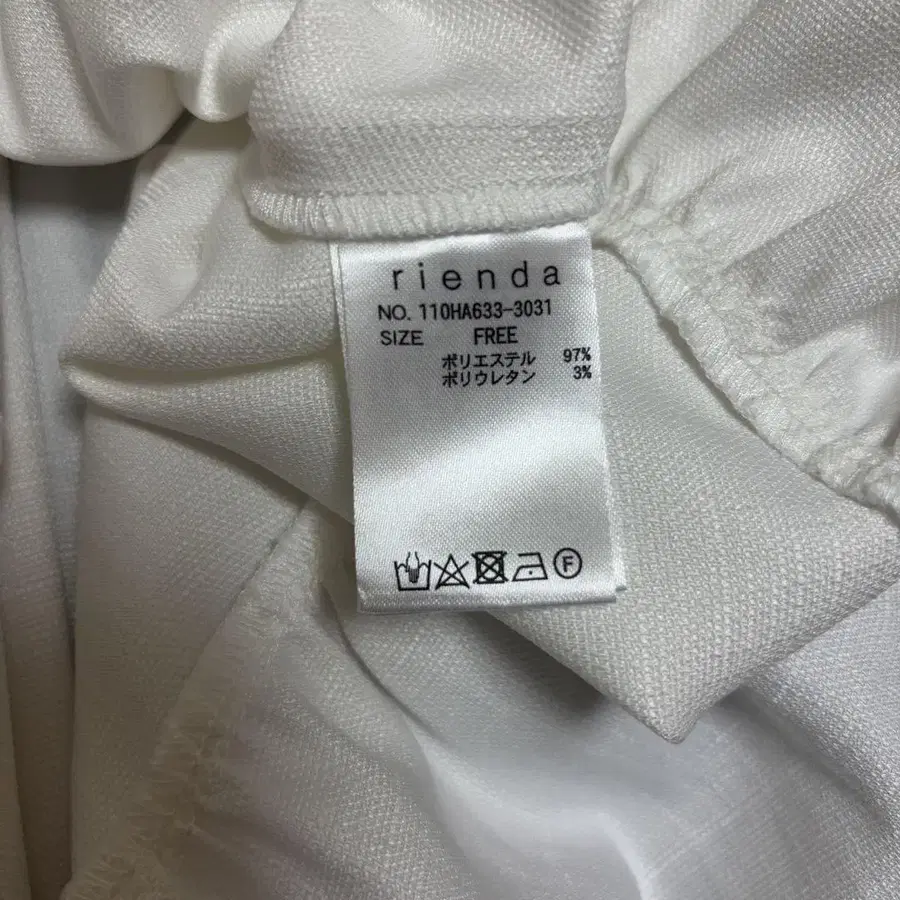 rienda
NO. 110HA633-3031
SIZE FREE
ポリエステル 97%
ポリウレタン 3%
F